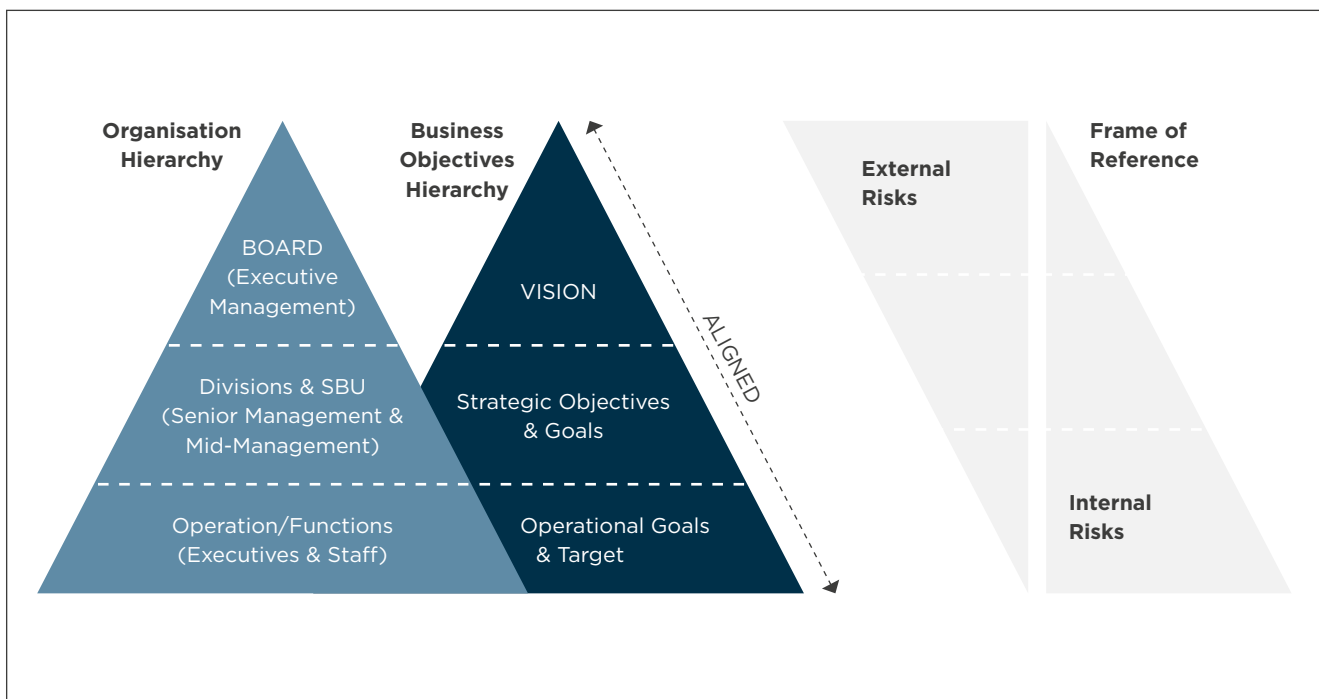 Organisation
Hierarchy
Business
Objectives
Hierarchy
External
Risks
Frame of
Reference
BOARD
(Executive
Management)
VISION
ALIGNED
Divisions & SBU
(Senior Management &
Mid-Management)
Strategic Objectives
& Goals
Operation/Functions
(Executives & Staff)
Operational Goals
& Target
Internal
Risks